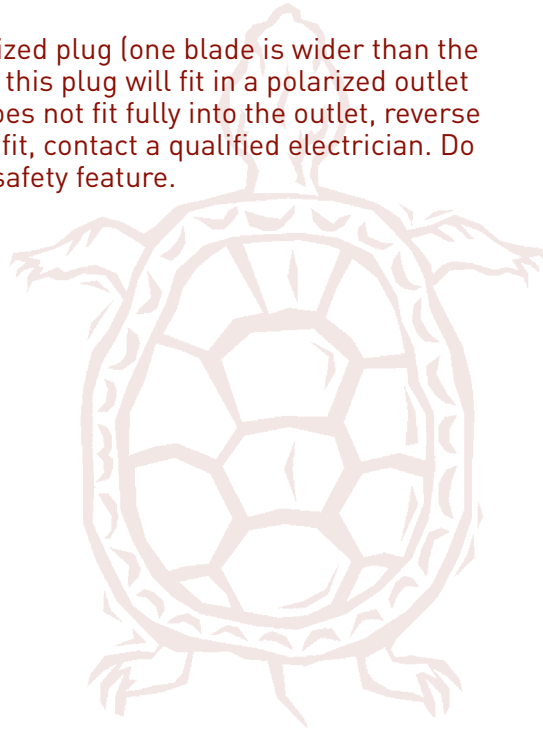 ized plug (one blade is wider than the
this plug will fit in a polarized outlet
oes not fit fully into the outlet, reverse
fit, contact a qualified electrician. Do
safety feature.